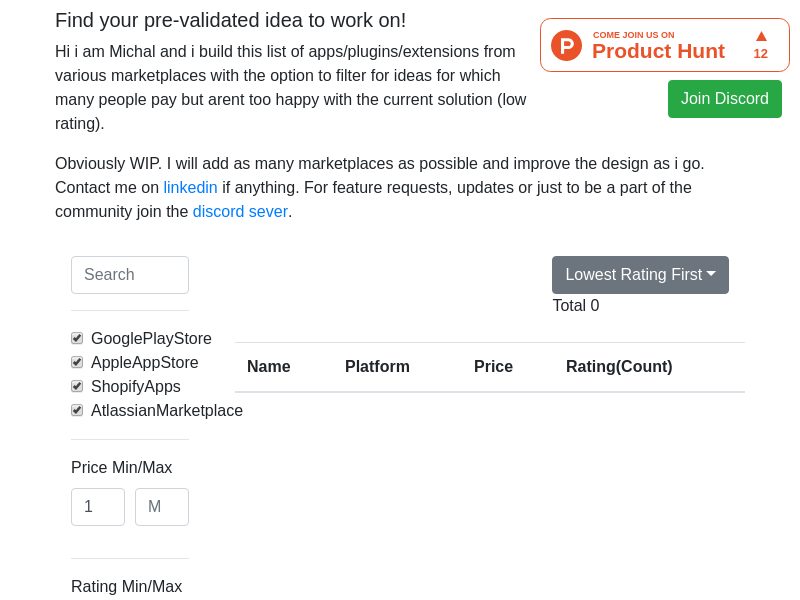 Find your pre-validated idea to work on!
Hi i am Michal and i build this list of apps/plugins/extensions from
various marketplaces with the option to filter for ideas for which
many people pay but arent too happy with the current solution (low
rating).
COME JOIN US ON
Product Hunt
12
Join Discord
Obviously WIP. I will add as many marketplaces as possible and improve the design as i go.
Contact me on linkedin if anything. For feature requests, updates or just to be a part of the
community join the discord sever.
Search
Lowest Rating First
Total 0
GooglePlayStore
AppleAppStore
ShopifyApps
AtlassianMarketplace
Name Platform Price Rating(Count)
Price Min/Max
1 M
Rating Min/Max